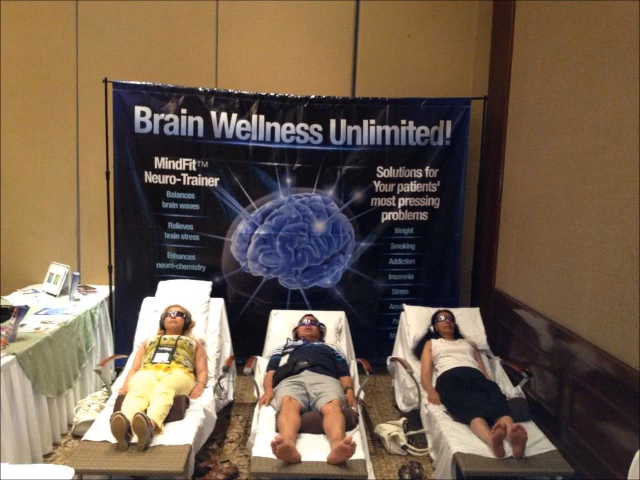 Brain Wellness Unlimited!
MindFit™
Neuro-Trainer
Balances
brain waves
Relieves
brain stress
Enhances
neuro-chemistry
Solutions for
Your patients'
most pressing
problems
Weight
Smoking
Addiction
Insomnia
Stress